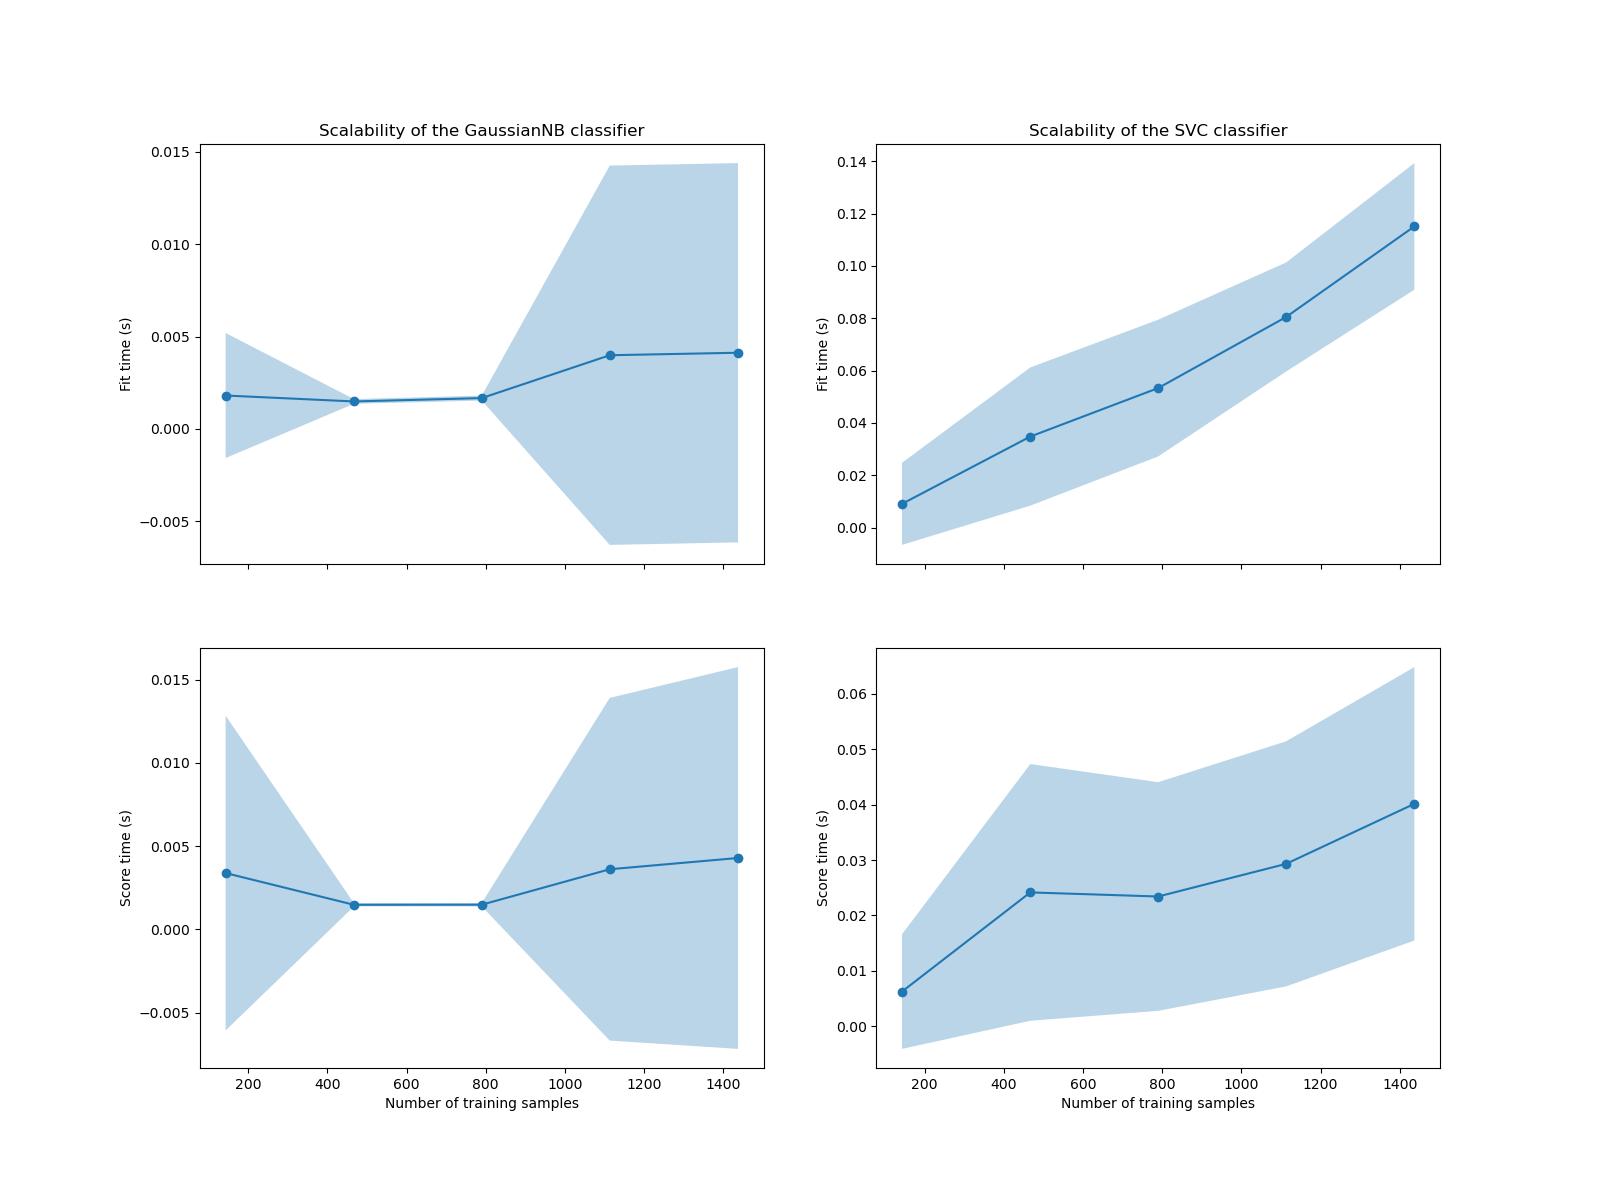 Scalability of the GaussianNB classifier
0.015
0.010
0.005
0.000
−0.005
Fit time (s)
Scalability of the SVC classifier
0.14
0.12
0.10
0.08
0.06
0.04
0.02
0.00
Fit time (s)
0.015
0.010
0.005
0.000
−0.005
Score time (s)
200 400 600 800 1000 1200 1400
Number of training samples
0.06
0.05
0.04
0.03
0.02
0.01
0.00
Score time (s)
200 400 600 800 1000 1200 1400
Number of training samples